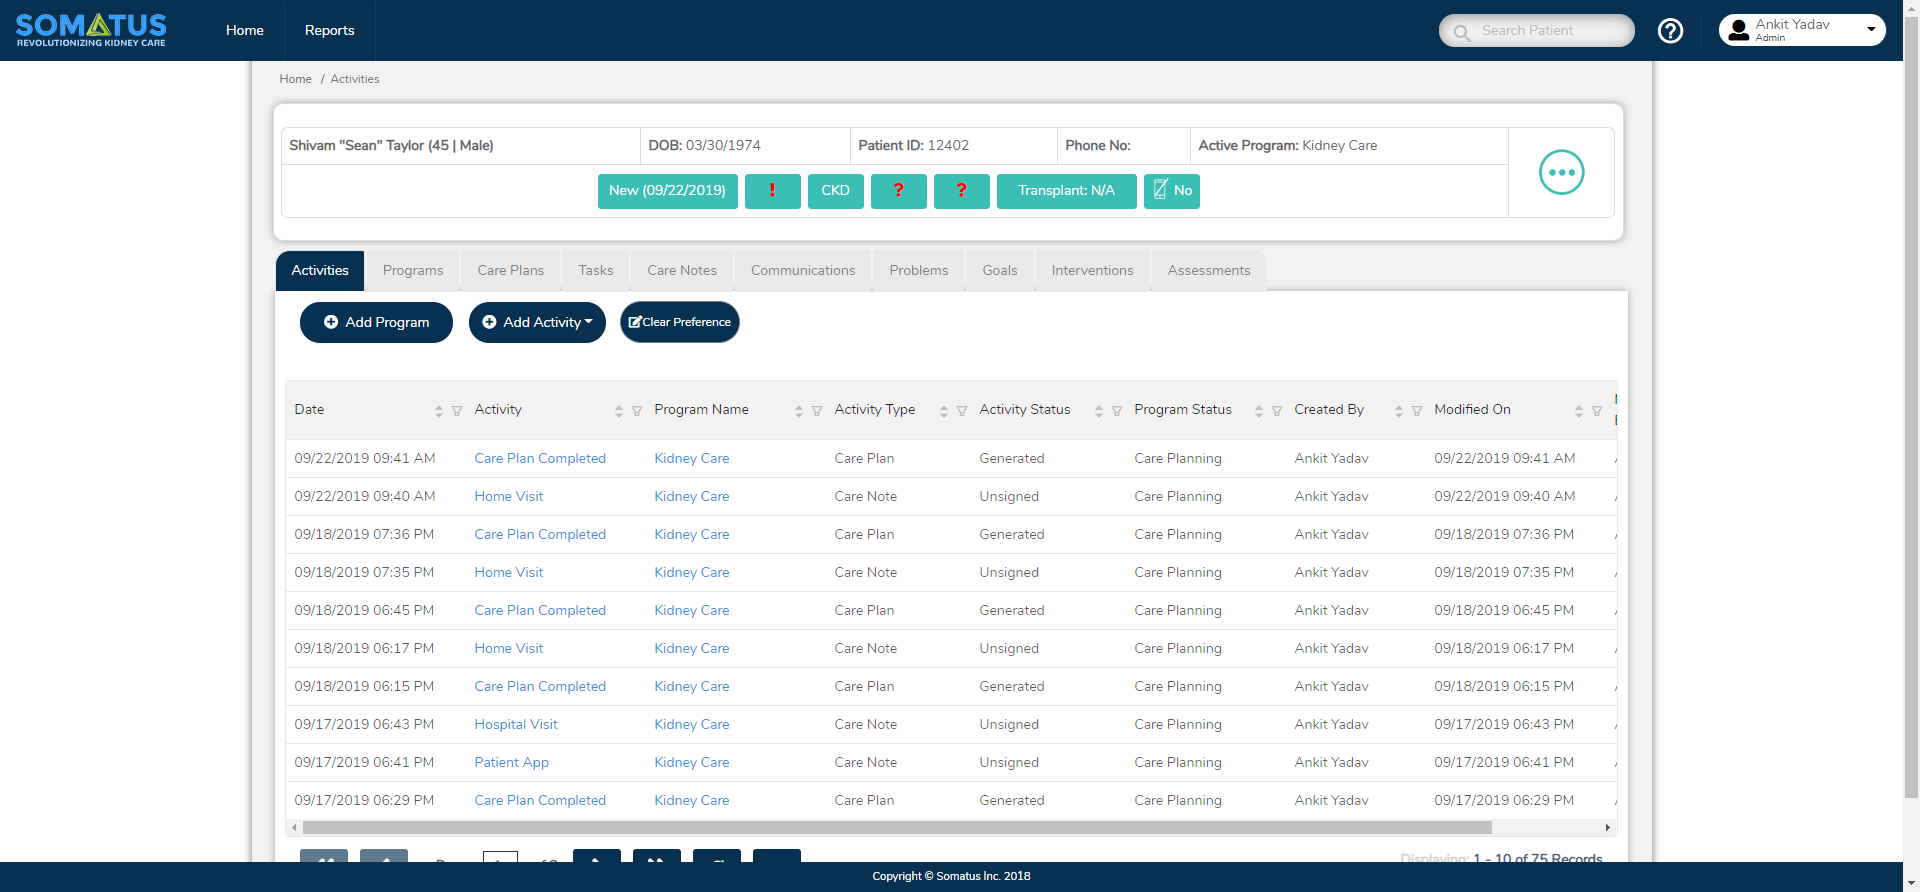 SOMATUS
REVOLUTIONIZING KIDNEY CARE
Home Reports
Search Patient
Ankit Yadav
Admin
Home / Activities
Shivam "Sean" Taylor (45 | Male) DOB: 03/30/1974 Patient ID: 12402 Phone No: Active Program: Kidney Care
New (09/22/2019) ! CKD ? ? Transplant: N/A No
Activities Programs Care Plans Tasks Care Notes Communications Problems Goals Interventions Assessments
Add Program Add Activity Clear Preference
Date Activity Program Name Activity Type Activity Status Program Status Created By Modified On
09/22/2019 09:41 AM Care Plan Completed Kidney Care Care Plan Generated Care Planning Ankit Yadav 09/22/2019 09:41 AM
09/22/2019 09:40 AM Home Visit Kidney Care Care Note Unsigned Care Planning Ankit Yadav 09/22/2019 09:40 AM
09/18/2019 07:36 PM Care Plan Completed Kidney Care Care Plan Generated Care Planning Ankit Yadav 09/18/2019 07:36 PM
09/18/2019 07:35 PM Home Visit Kidney Care Care Note Unsigned Care Planning Ankit Yadav 09/18/2019 07:35 PM
09/18/2019 06:45 PM Care Plan Completed Kidney Care Care Plan Generated Care Planning Ankit Yadav 09/18/2019 06:45 PM
09/18/2019 06:17 PM Home Visit Kidney Care Care Note Unsigned Care Planning Ankit Yadav 09/18/2019 06:17 PM
09/18/2019 06:15 PM Care Plan Completed Kidney Care Care Plan Generated Care Planning Ankit Yadav 09/18/2019 06:15 PM
09/17/2019 06:43 PM Hospital Visit Kidney Care Care Note Unsigned Care Planning Ankit Yadav 09/17/2019 06:43 PM
09/17/2019 06:41 PM Patient App Kidney Care Care Note Unsigned Care Planning Ankit Yadav 09/17/2019 06:41 PM
09/17/2019 06:29 PM Care Plan Completed Kidney Care Care Plan Generated Care Planning Ankit Yadav 09/17/2019 06:29 PM
Displaying: 1 - 10 of 75 Records
Copyright © Somatus Inc. 2018